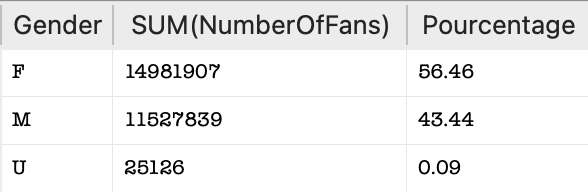 Gender SUM(NumberOfFans) Pourcentage
F 14981907 56.46
M 11527839 43.44
U 25126 0.09